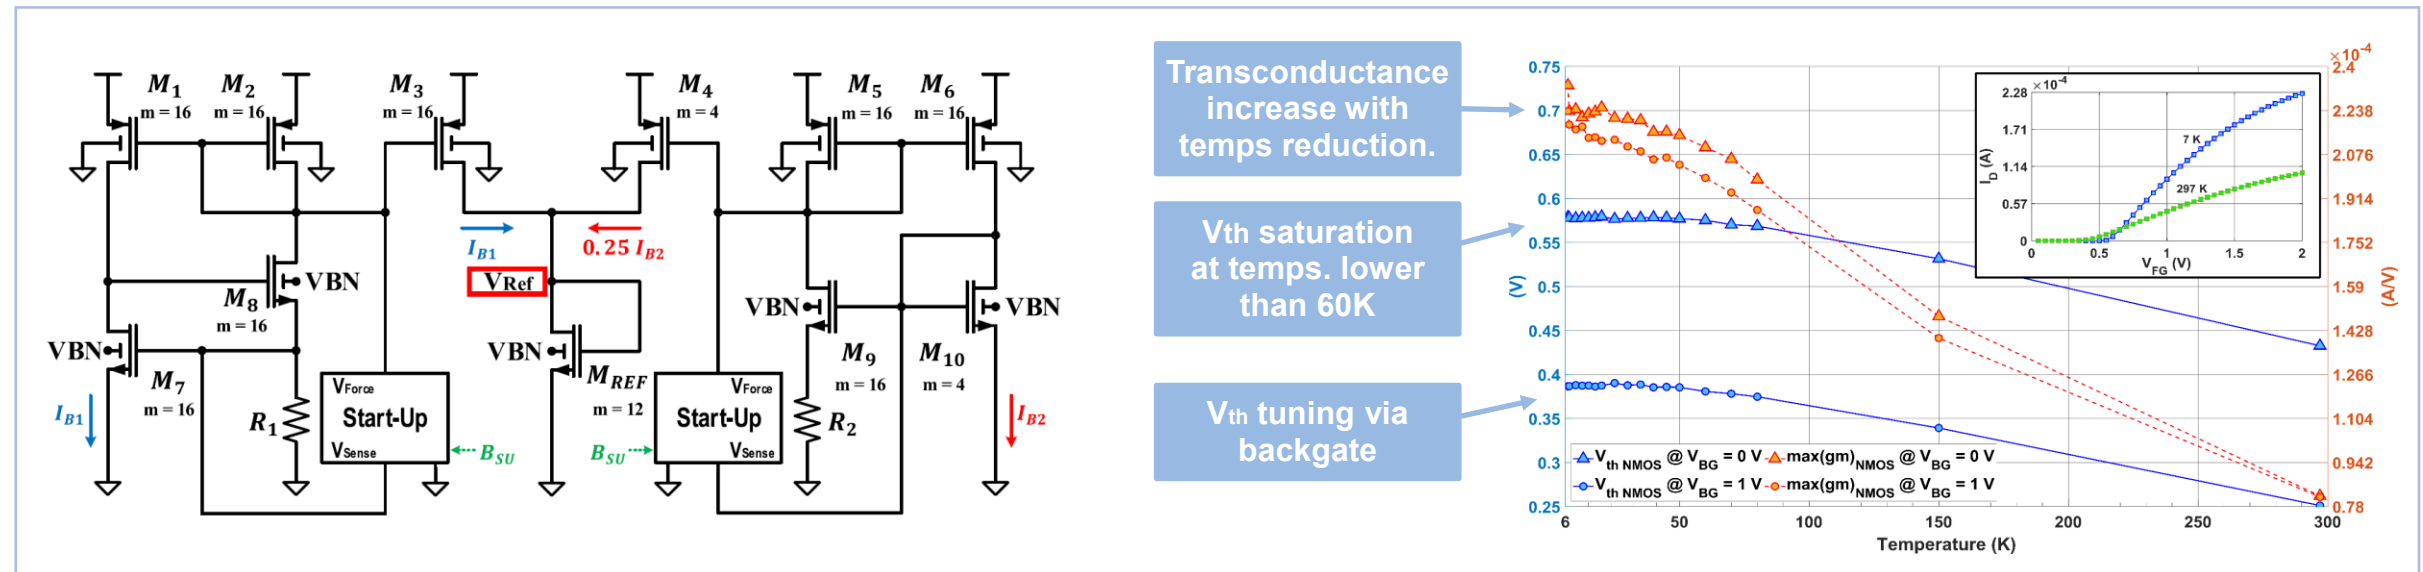 M1
m = 16
M2
m = 16
M3
m = 16
M4
m = 4
M5
m = 16
M6
m = 16
IB1
0.25 IB2
VRef
VBN
M8
m = 16
VBN
M7
m = 16
IB1
R1
VForce
Start-Up
VSense
BSU
VBN
MREF
m = 12
BSU
VForce
Start-Up
VSense
VBN
M9
m = 16
R2
VBN
M10
m = 4
IB2
Transconductance
increase with
temps reduction.
Vth saturation
at temps. lower
than 60K
Vth tuning via
backgate
0.75
0.7
0.65
0.6
0.55
0.5
0.45
0.4
0.35
0.3
0.25
(V)
×10-4
2.4
2.238
2.076
1.914
1.752
1.59
1.428
1.266
1.104
0.942
0.78
(A/V)
×10-4
2.28
1.71
1.14
0.57
0
ID (A)
7 K
297 K
0 0.5 1 1.5 2
VFG (V)
Vth NMOS @ VBG = 0 V max(gm)NMOS @ VBG = 0 V
Vth NMOS @ VBG = 1 V max(gm)NMOS @ VBG = 1 V
6 50 100 150 200 250 300
Temperature (K)